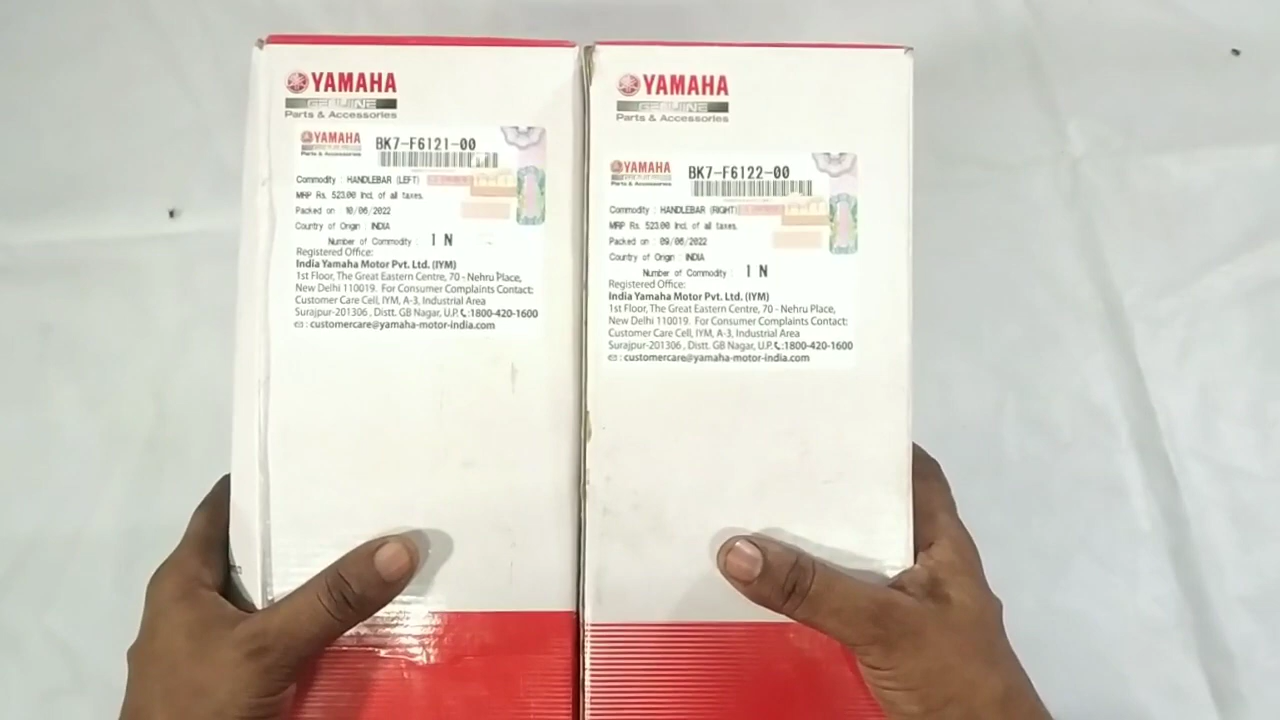 YAMAHA
GENUINE
Parts & Accessories
YAMAHA
Parts & Accessories
BK7-F6121-00
Commodity : HANDLEBAR (LEFT)
MRP Rs. 523.00 Incl. of all taxes.
Packed on : 10/06/2022
Country of Origin : INDIA
Number of Commodity : 1 N
Registered Office:
India Yamaha Motor Pvt. Ltd. (IYM)
1st Floor, The Great Eastern Centre, 70 - Nehru Place,
New Delhi 110019. For Consumer Complaints Contact:
Customer Care Cell, IYM, A-3, Industrial Area
Surajpur-201306 , Distt. GB Nagar, U.P. :1800-420-1600
: customercare@yamaha-motor-india.com
YAMAHA
GENUINE
Parts & Accessories
YAMAHA
Parts & Accessories
BK7-F6122-00
Commodity : HANDLEBAR (RIGHT)
MRP Rs. 523.00 Incl. of all taxes.
Packed on : 09/06/2022
Country of Origin : INDIA
Number of Commodity : 1 N
Registered Office:
India Yamaha Motor Pvt. Ltd. (IYM)
1st Floor, The Great Eastern Centre, 70 - Nehru Place,
New Delhi 110019. For Consumer Complaints Contact:
Customer Care Cell, IYM, A-3, Industrial Area
Surajpur-201306 , Distt. GB Nagar, U.P. :1800-420-1600
: customercare@yamaha-motor-india.com